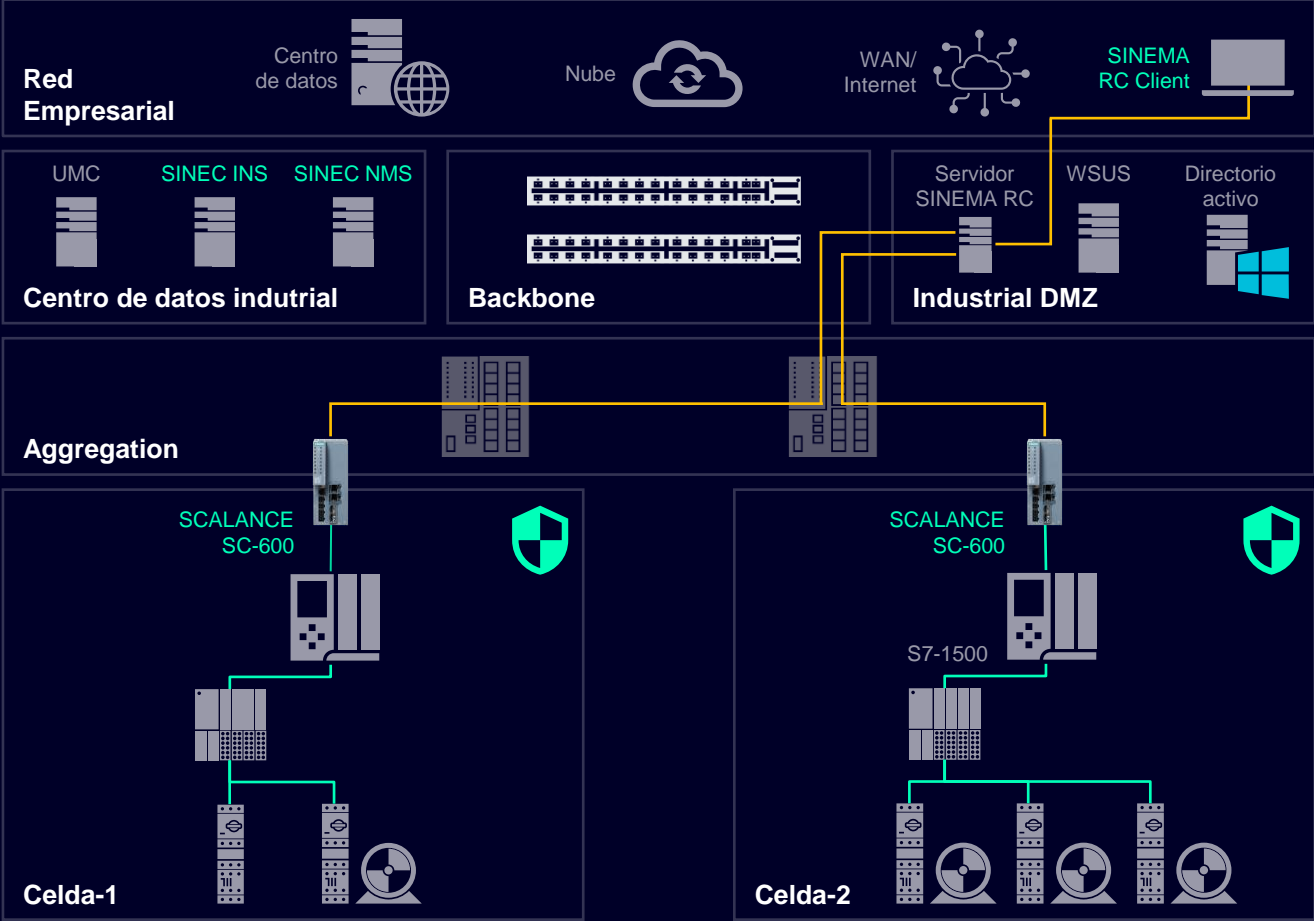 Centro
de datos
Nube
WAN/
Internet
SINEMA
RC Client
Red
Empresarial
UMC
SINEC INS
SINEC NMS
Centro de datos indutrial
Backbone
Servidor
SINEMA RC
WSUS
Directorio
activo
Industrial DMZ
Aggregation
SCALANCE
SC-600
Celda-1
SCALANCE
SC-600
S7-1500
Celda-2